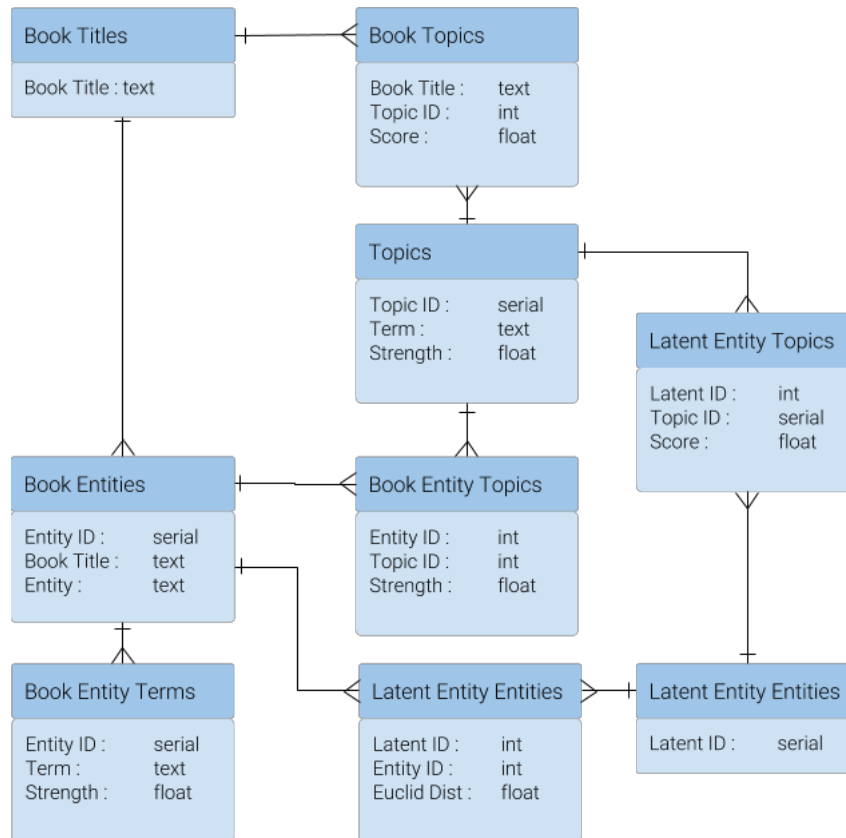 Book Titles
Book Title : text
Book Topics
Book Title : text
Topic ID : int
Score : float
Topics
Topic ID : serial
Term : text
Strength : float
Latent Entity Topics
Latent ID : int
Topic ID : serial
Score : float
Book Entities
Entity ID : serial
Book Title : text
Entity : text
Book Entity Topics
Entity ID : int
Topic ID : int
Strength : float
Book Entity Terms
Entity ID : serial
Term : text
Strength : float
Latent Entity Entities
Latent ID : int
Entity ID : int
Euclid Dist : float
Latent Entity Entities
Latent ID : serial